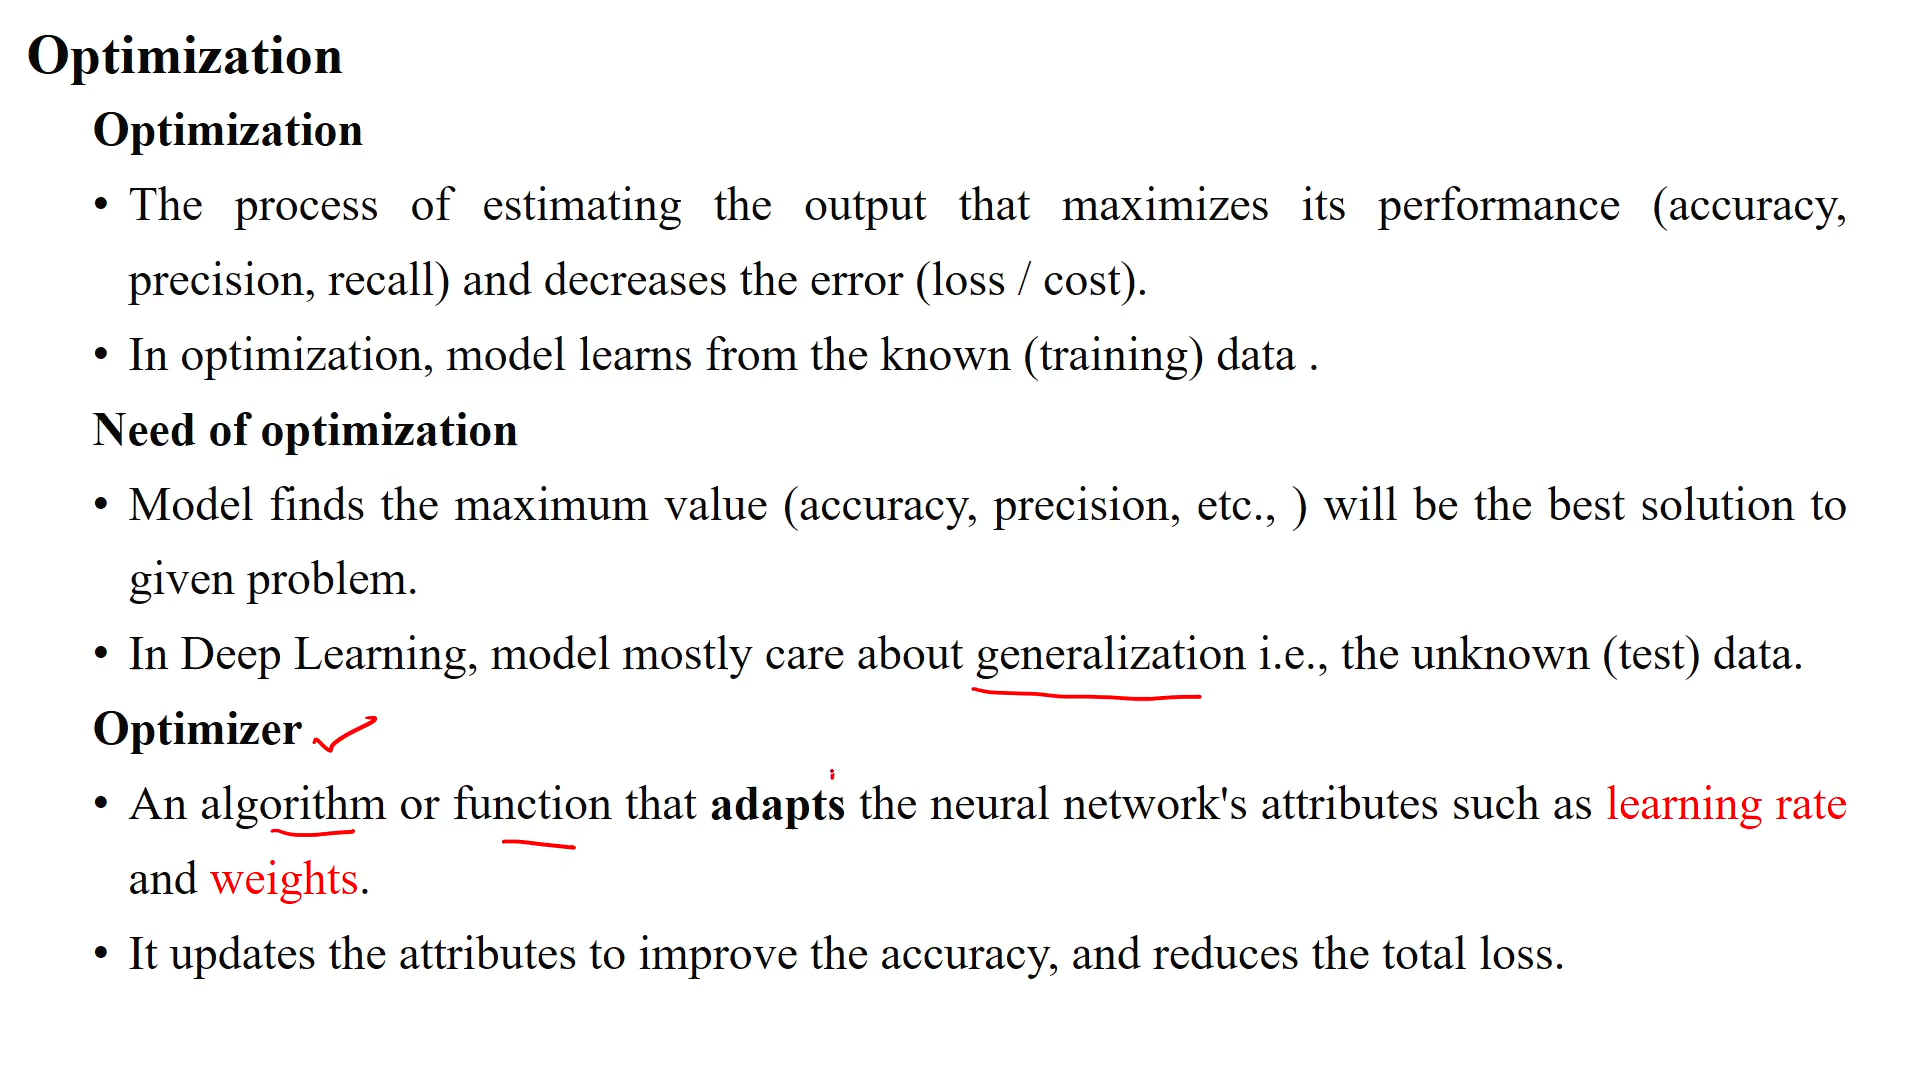 Optimization
Optimization
• The process of estimating the output that maximizes its performance (accuracy,
precision, recall) and decreases the error (loss / cost).
• In optimization, model learns from the known (training) data .
Need of optimization
• Model finds the maximum value (accuracy, precision, etc., ) will be the best solution to
given problem.
• In Deep Learning, model mostly care about generalization i.e., the unknown (test) data.
Optimizer
• An algorithm or function that adapts the neural network's attributes such as learning rate
and weights.
• It updates the attributes to improve the accuracy, and reduces the total loss.